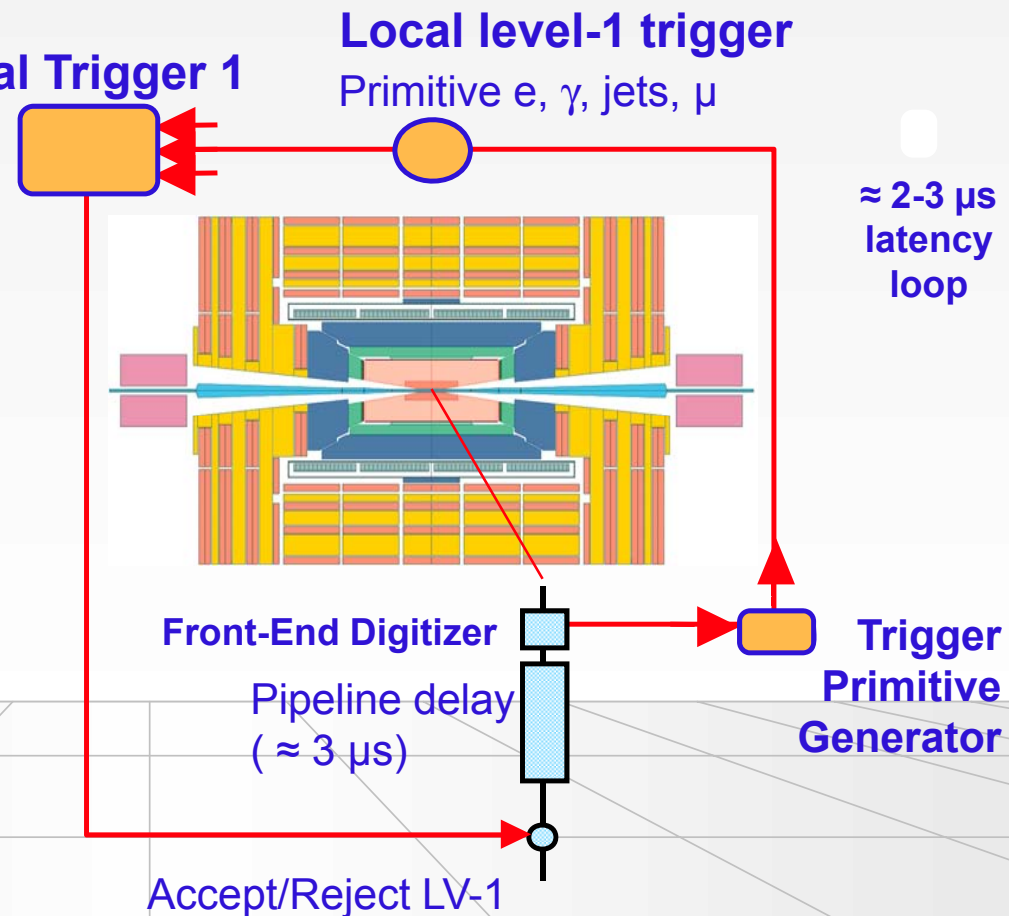 Local level-1 trigger
al Trigger 1
Primitive e, γ, jets, μ
≈ 2-3 μs
latency
loop
Front-End Digitizer
Trigger
Primitive
Generator
Pipeline delay
( ≈ 3 μs)
Accept/Reject LV-1